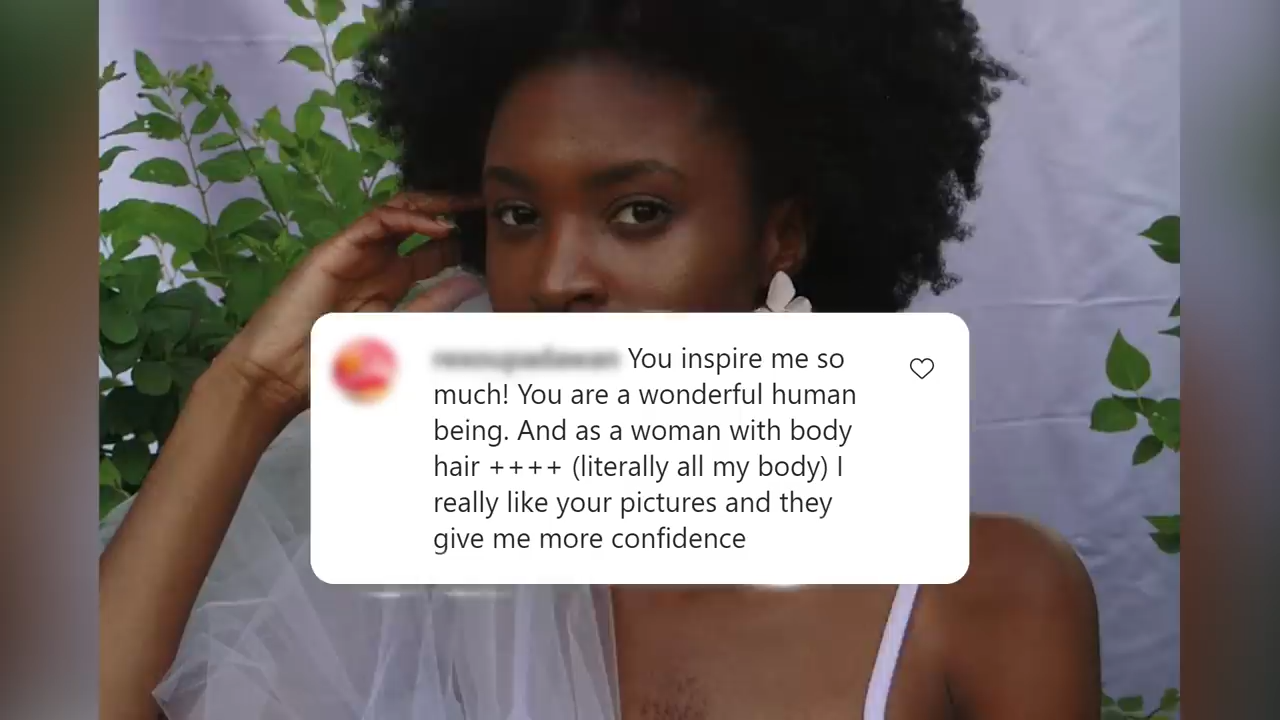 You inspire me so
much! You are a wonderful human
being. And as a woman with body
hair ++++ (literally all my body) I
really like your pictures and they
give me more confidence